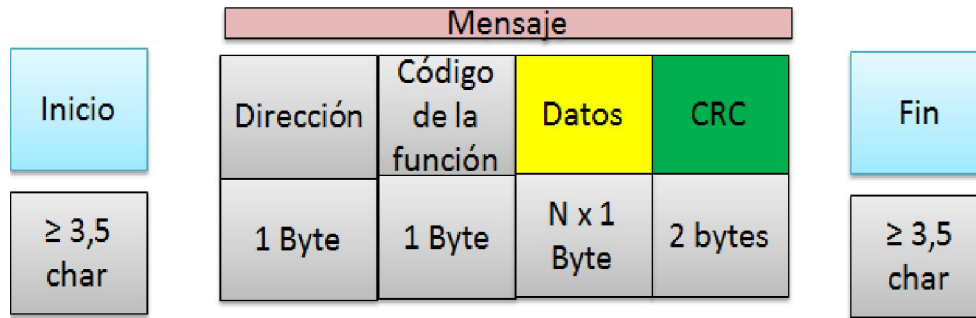 Mensaje
Inicio
Dirección
Código
de la
función
Datos
CRC
Fin
≥ 3,5
char
1 Byte
1 Byte
N x 1
Byte
2 bytes
≥ 3,5
char